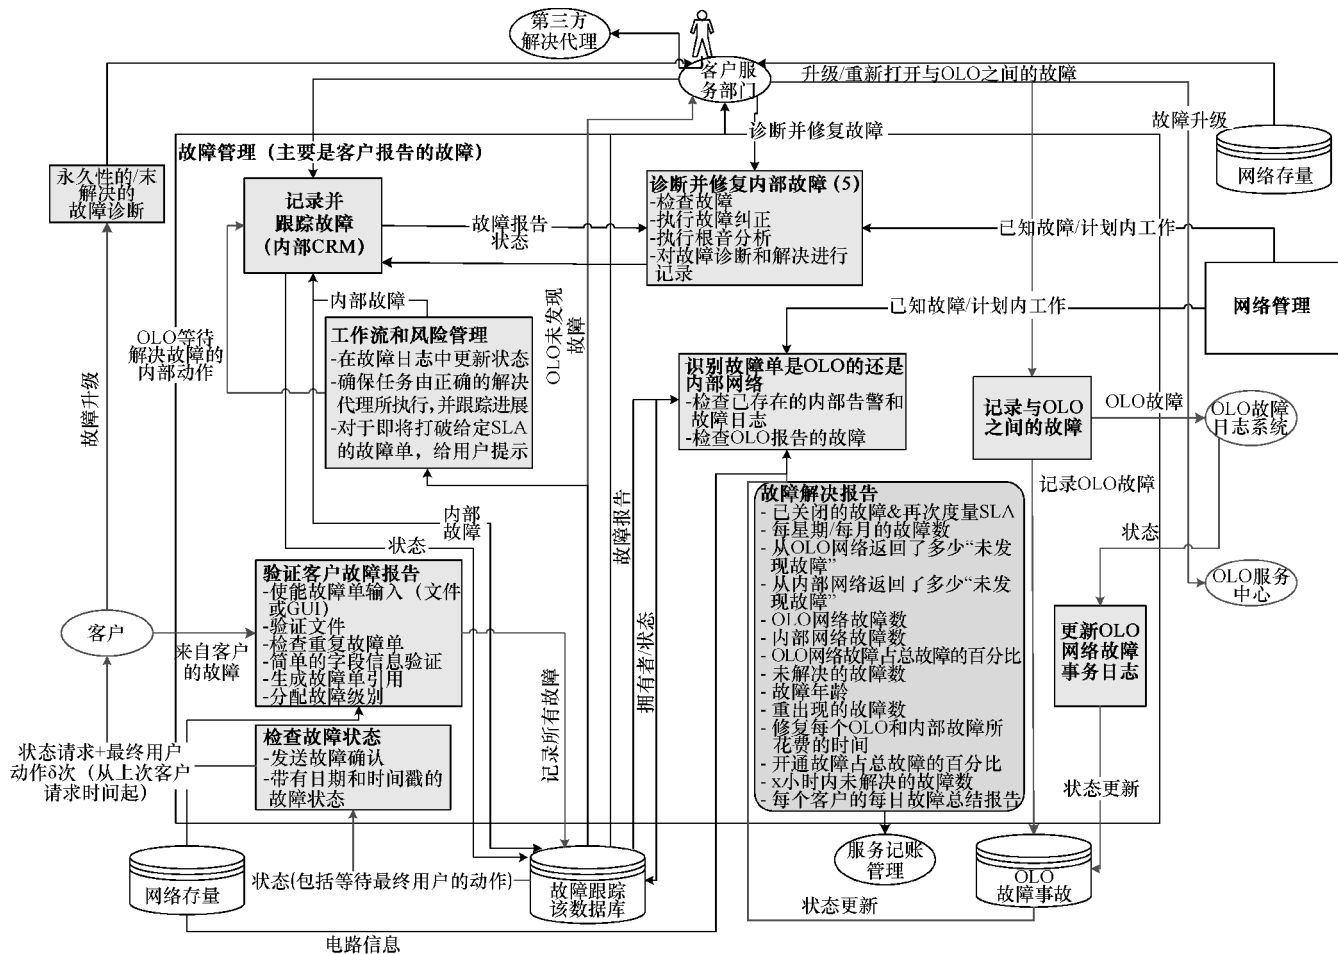 第三方
解决代理
客户服
务部门
升级/重新打开与OLO之间的故障
故障升级
网络存量
诊断并修复故障
故障管理（主要是客户报告的故障）
永久性的/末
解决的
故障诊断
记录并
跟踪故障
(内部CRM)
故障报告
状态
诊断并修复内部故障 (5)
-检查故障
-执行故障纠正
-执行根音分析
-对故障诊断和解决进行
记录
已知故障/计划内工作
网络管理
已知故障/计划内工作
内部故障
OLO未发现
故障
OLO等待
解决故障的
内部动作
故障升级
工作流和风险管理
-在故障日志中更新状态
-确保任务由正确的解决
代理所执行,并跟踪进展
-对于即将打破给定SLA
的故障单，给用户提示
识别故障单是OLO的还是
内部网络
-检查已存在的内部告警和
故障日志
-检查OLO报告的故障
记录与OLO
之间的故障
OLO故障
OLO故障
日志系统
记录OLO故障
状态
OLO服务
中心
更新OLO
网络故障
事务日志
状态更新
内部
故障
状态
故障报告
拥有者/状态
记录所有故障
故障解决报告
- 已关闭的故障&再次度量SLA
- 每星期/每月的故障数
- 从OLO网络返回了多少“未发
现故障”
- 从内部网络返回了多少“未发
现故障”
- OLO网络故障数
- 内部网络故障数
- OLO网络故障占总故障的百分比
- 未解决的故障数
- 故障年龄
- 重出现的故障数
- 修复每个OLO和内部故障所
花费的时间
- 开通故障占总故障的百分比
- x小时内未解决的故障数
- 每个客户的每日故障总结报告
客户
来自客户
的故障
验证客户故障报告
-使能故障单输入（文件
或GUI）
-验证文件
-检查重复故障单
-简单的字段信息验证
-生成故障单引用
-分配故障级别
状态请求+最终用户
动作δ次（从上次客户
请求时间起）
检查故障状态
-发送故障确认
-带有日期和时间戳的
故障状态
网络存量
状态(包括等待最终用户的动作)
故障跟踪
该数据库
服务记账
管理
OLO
故障事故
状态更新
电路信息